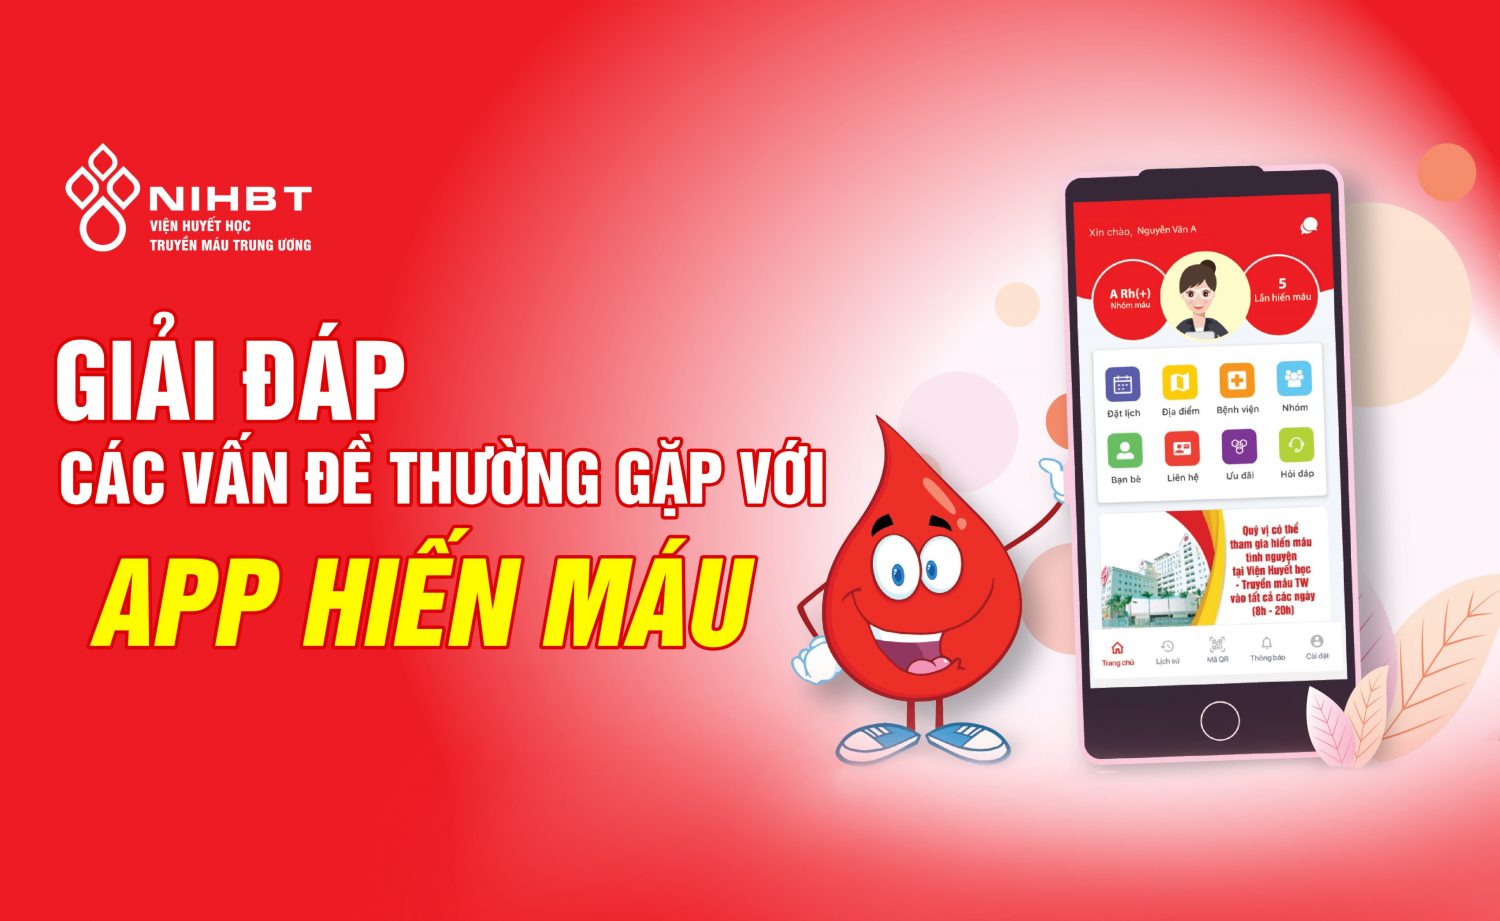 NIHBT
VIỆN HUYẾT HỌC
TRUYỀN MÁU TRUNG ƯƠNG
GIẢI ĐÁP
CÁC VẤN ĐỀ THƯỜNG GẶP VỚI
APP HIẾN MÁU
Xin chào, Nguyễn Văn A
A Rh(+)
Nhóm máu
5
Lần hiến máu
Đặt lịch
Địa điểm
Bệnh viện
Nhóm
Bạn bè
Liên hệ
Ưu đãi
Hỏi đáp
Quý vị có thể
tham gia hiến máu
tình nguyện
tại Viện Huyết học
- Truyền máu TW
vào tất cả các ngày
(8h - 20h)
Trang chủ
Lịch sử
Mã QR
Thông báo
Cài đặt